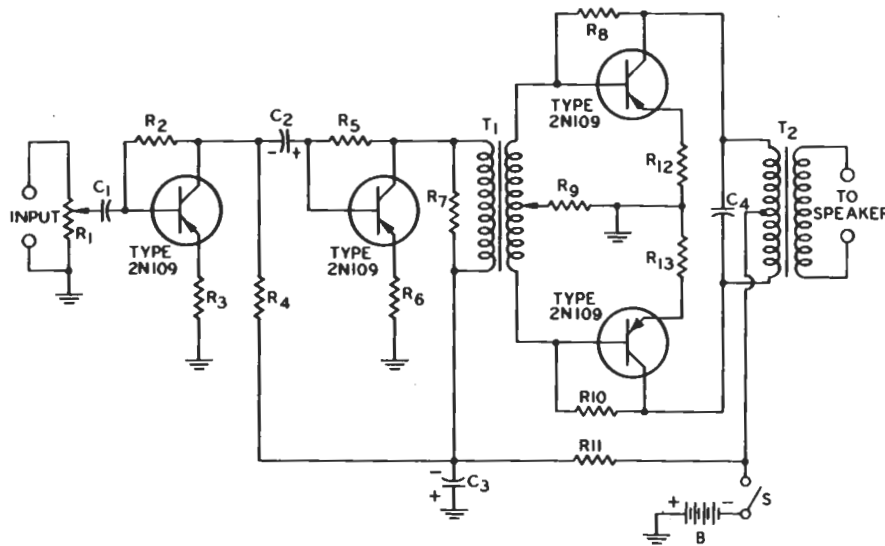 R8
TYPE
2N109
R2
C2
R5
T1
T2
R12
C1
R7
R9
C4
INPUT
TO
SPEAKER
R1
TYPE
2N109
TYPE
2N109
R13
R3
R4
R6
TYPE
2N109
R10
R11
- C3
+
S
+ -
B
- +